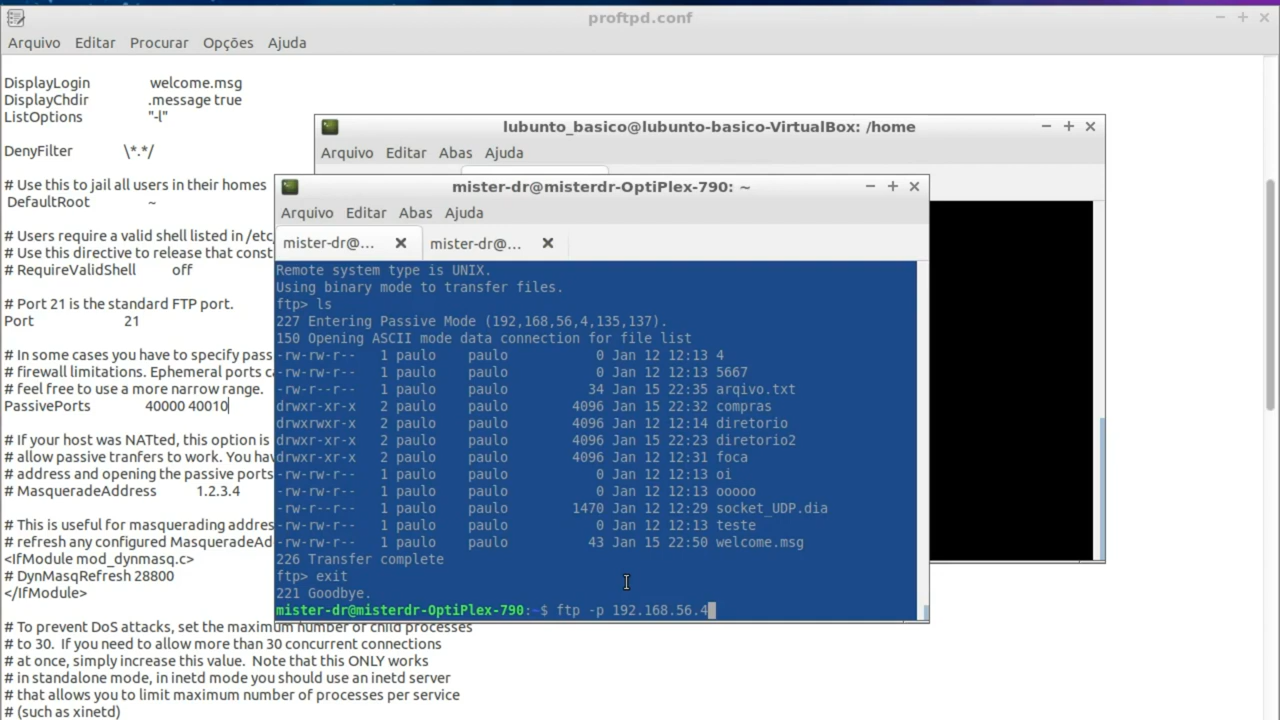 proftpd.conf
Arquivo Editar Procurar Opções Ajuda
DisplayLogin welcome.msg
DisplayChdir .message true
ListOptions "-l"
DenyFilter \*.*/
# Use this to jail all users in their homes
DefaultRoot ~
# Users require a valid shell listed in /etc
# Use this directive to release that const
# RequireValidShell off
# Port 21 is the standard FTP port.
Port 21
# In some cases you have to specify pass
# firewall limitations. Ephemeral ports c
# feel free to use a more narrow range.
PassivePorts 40000 40010
# If your host was NATted, this option is
# allow passive tranfers to work. You hav
# address and opening the passive ports
# MasqueradeAddress 1.2.3.4
# This is useful for masquerading addres
# refresh any configured MasqueradeAd
<IfModule mod_dynmasq.c>
# DynMasqRefresh 28800
</IfModule>
# To prevent DoS attacks, set the maximum number of child processes
# to 30. If you need to allow more than 30 concurrent connections
# at once, simply increase this value. Note that this ONLY works
# in standalone mode, in inetd mode you should use an inetd server
# that allows you to limit maximum number of processes per service
# (such as xinetd)
lubunto_basico@lubunto-basico-VirtualBox: /home
Arquivo Editar Abas Ajuda
mister-dr@misterdr-OptiPlex-790: ~
Arquivo Editar Abas Ajuda
mister-dr@... mister-dr@...
Remote system type is UNIX.
Using binary mode to transfer files.
ftp> ls
227 Entering Passive Mode (192,168,56,4,135,137).
150 Opening ASCII mode data connection for file list
-rw-rw-r-- 1 paulo paulo 0 Jan 12 12:13 4
-rw-rw-r-- 1 paulo paulo 0 Jan 12 12:13 5667
-rw-r--r-- 1 paulo paulo 34 Jan 15 22:35 arqivo.txt
drwxr-xr-x 2 paulo paulo 4096 Jan 15 22:32 compras
drwxrwxr-x 2 paulo paulo 4096 Jan 12 12:14 diretorio
drwxr-xr-x 2 paulo paulo 4096 Jan 15 22:23 diretorio2
drwxr-xr-x 2 paulo paulo 4096 Jan 12 12:31 foca
-rw-rw-r-- 1 paulo paulo 0 Jan 12 12:13 oi
-rw-rw-r-- 1 paulo paulo 0 Jan 12 12:13 ooooo
-rw-rw-r-- 1 paulo paulo 1470 Jan 12 12:29 socket_UDP.dia
-rw-rw-r-- 1 paulo paulo 0 Jan 12 12:13 teste
-rw-rw-r-- 1 paulo paulo 43 Jan 15 22:50 welcome.msg
226 Transfer complete
ftp> exit
221 Goodbye.
mister-dr@misterdr-OptiPlex-790:~$ ftp -p 192.168.56.4